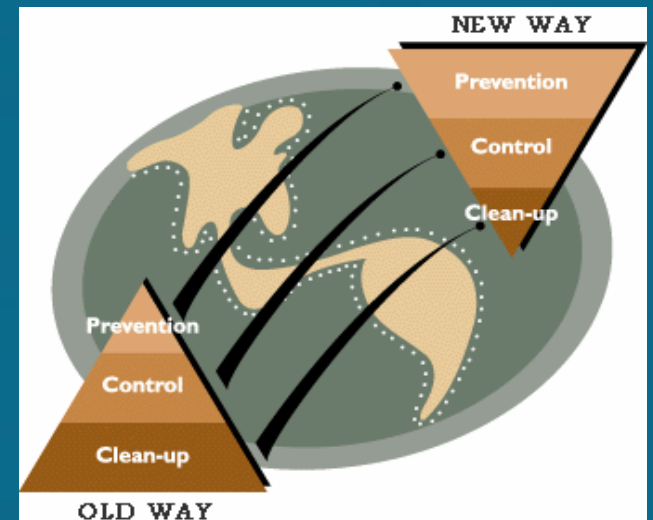 NEW WAY
Prevention
Control
Clean-up
Prevention
Control
Clean-up
OLD WAY